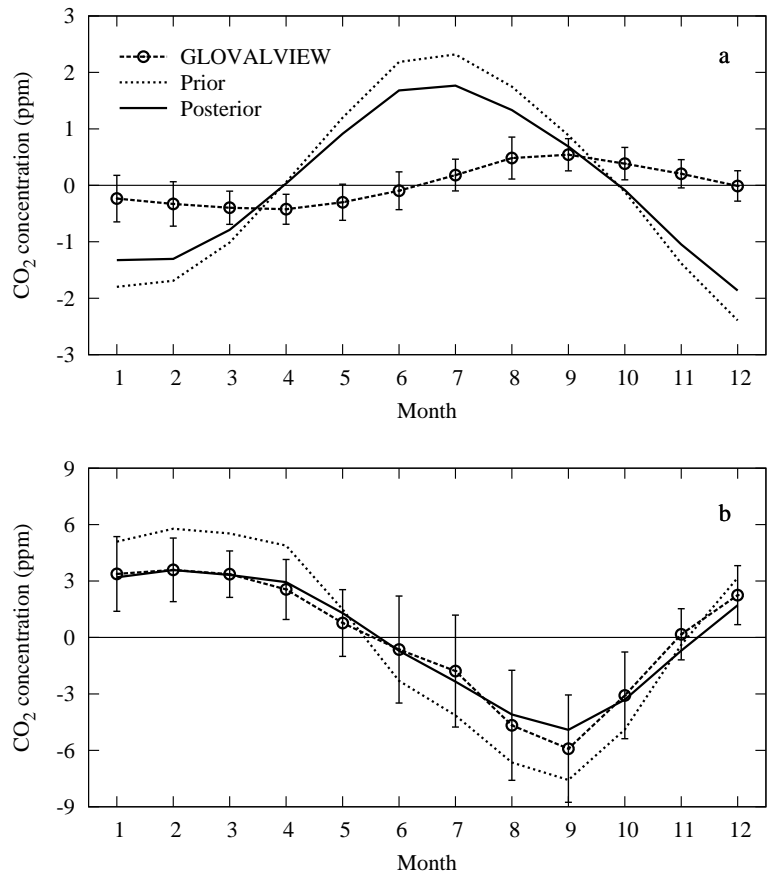 3
2
1
0
-1
-2
-3
CO2 concentration (ppm)
GLOVALVIEW
Prior
Posterior
a
1 2 3 4 5 6 7 8 9 10 11 12
Month
9
6
3
0
-3
-6
-9
CO2 concentration (ppm)
b
1 2 3 4 5 6 7 8 9 10 11 12
Month